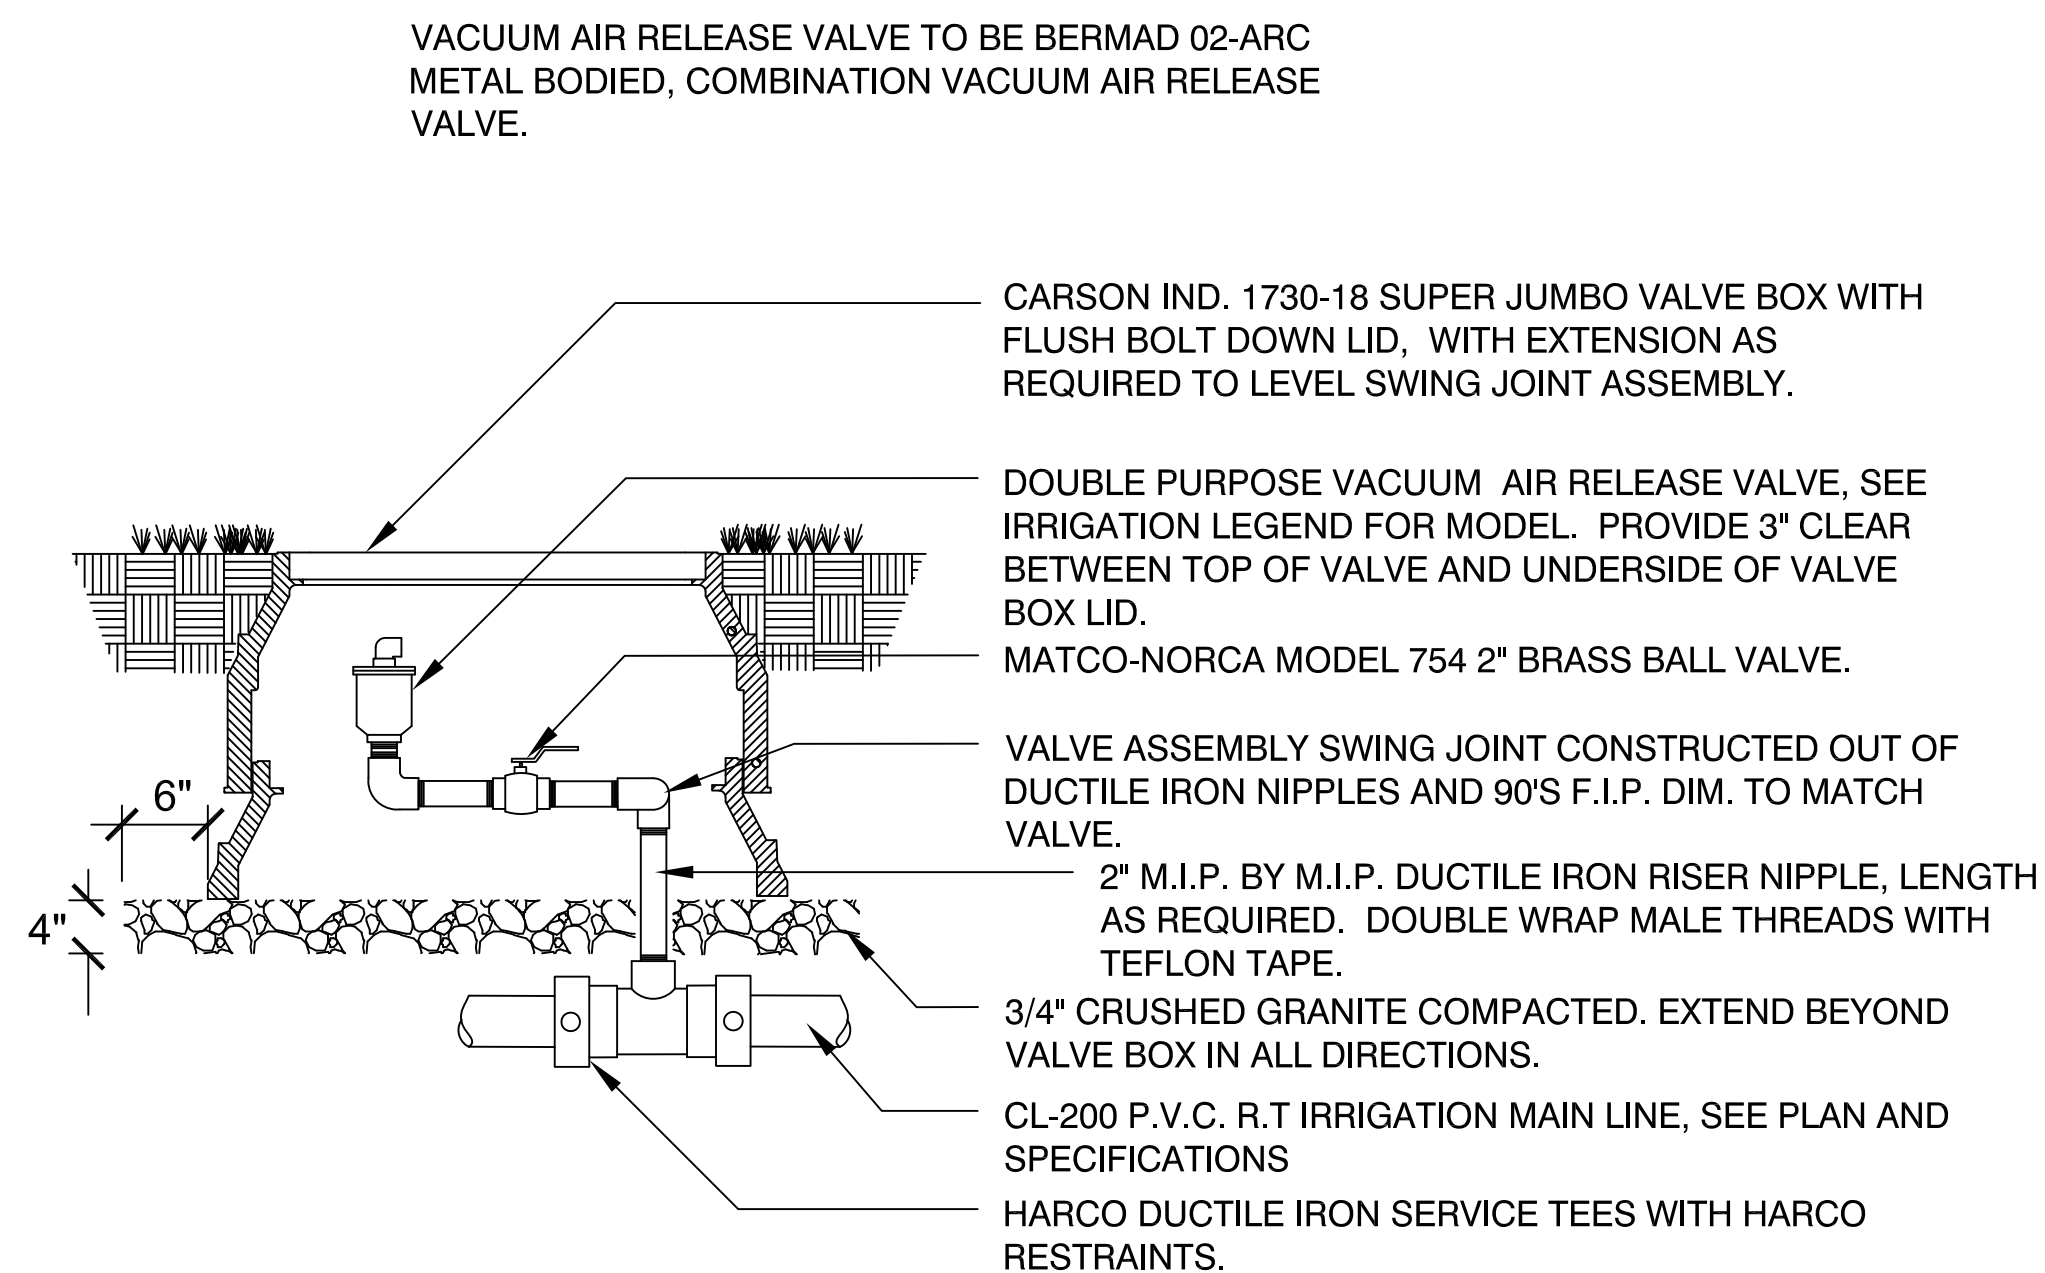 VACUUM AIR RELEASE VALVE TO BE BERMAD 02-ARC
METAL BODIED, COMBINATION VACUUM AIR RELEASE
VALVE.
CARSON IND. 1730-18 SUPER JUMBO VALVE BOX WITH
FLUSH BOLT DOWN LID, WITH EXTENSION AS
REQUIRED TO LEVEL SWING JOINT ASSEMBLY.
DOUBLE PURPOSE VACUUM AIR RELEASE VALVE, SEE
IRRIGATION LEGEND FOR MODEL. PROVIDE 3" CLEAR
BETWEEN TOP OF VALVE AND UNDERSIDE OF VALVE
BOX LID.
MATCO-NORCA MODEL 754 2" BRASS BALL VALVE.
VALVE ASSEMBLY SWING JOINT CONSTRUCTED OUT OF
DUCTILE IRON NIPPLES AND 90'S F.I.P. DIM. TO MATCH
VALVE.
6"
2" M.I.P. BY M.I.P. DUCTILE IRON RISER NIPPLE, LENGTH
AS REQUIRED. DOUBLE WRAP MALE THREADS WITH
TEFLON TAPE.
4"
3/4" CRUSHED GRANITE COMPACTED. EXTEND BEYOND
VALVE BOX IN ALL DIRECTIONS.
CL-200 P.V.C. R.T IRRIGATION MAIN LINE, SEE PLAN AND
SPECIFICATIONS
HARCO DUCTILE IRON SERVICE TEES WITH HARCO
RESTRAINTS.